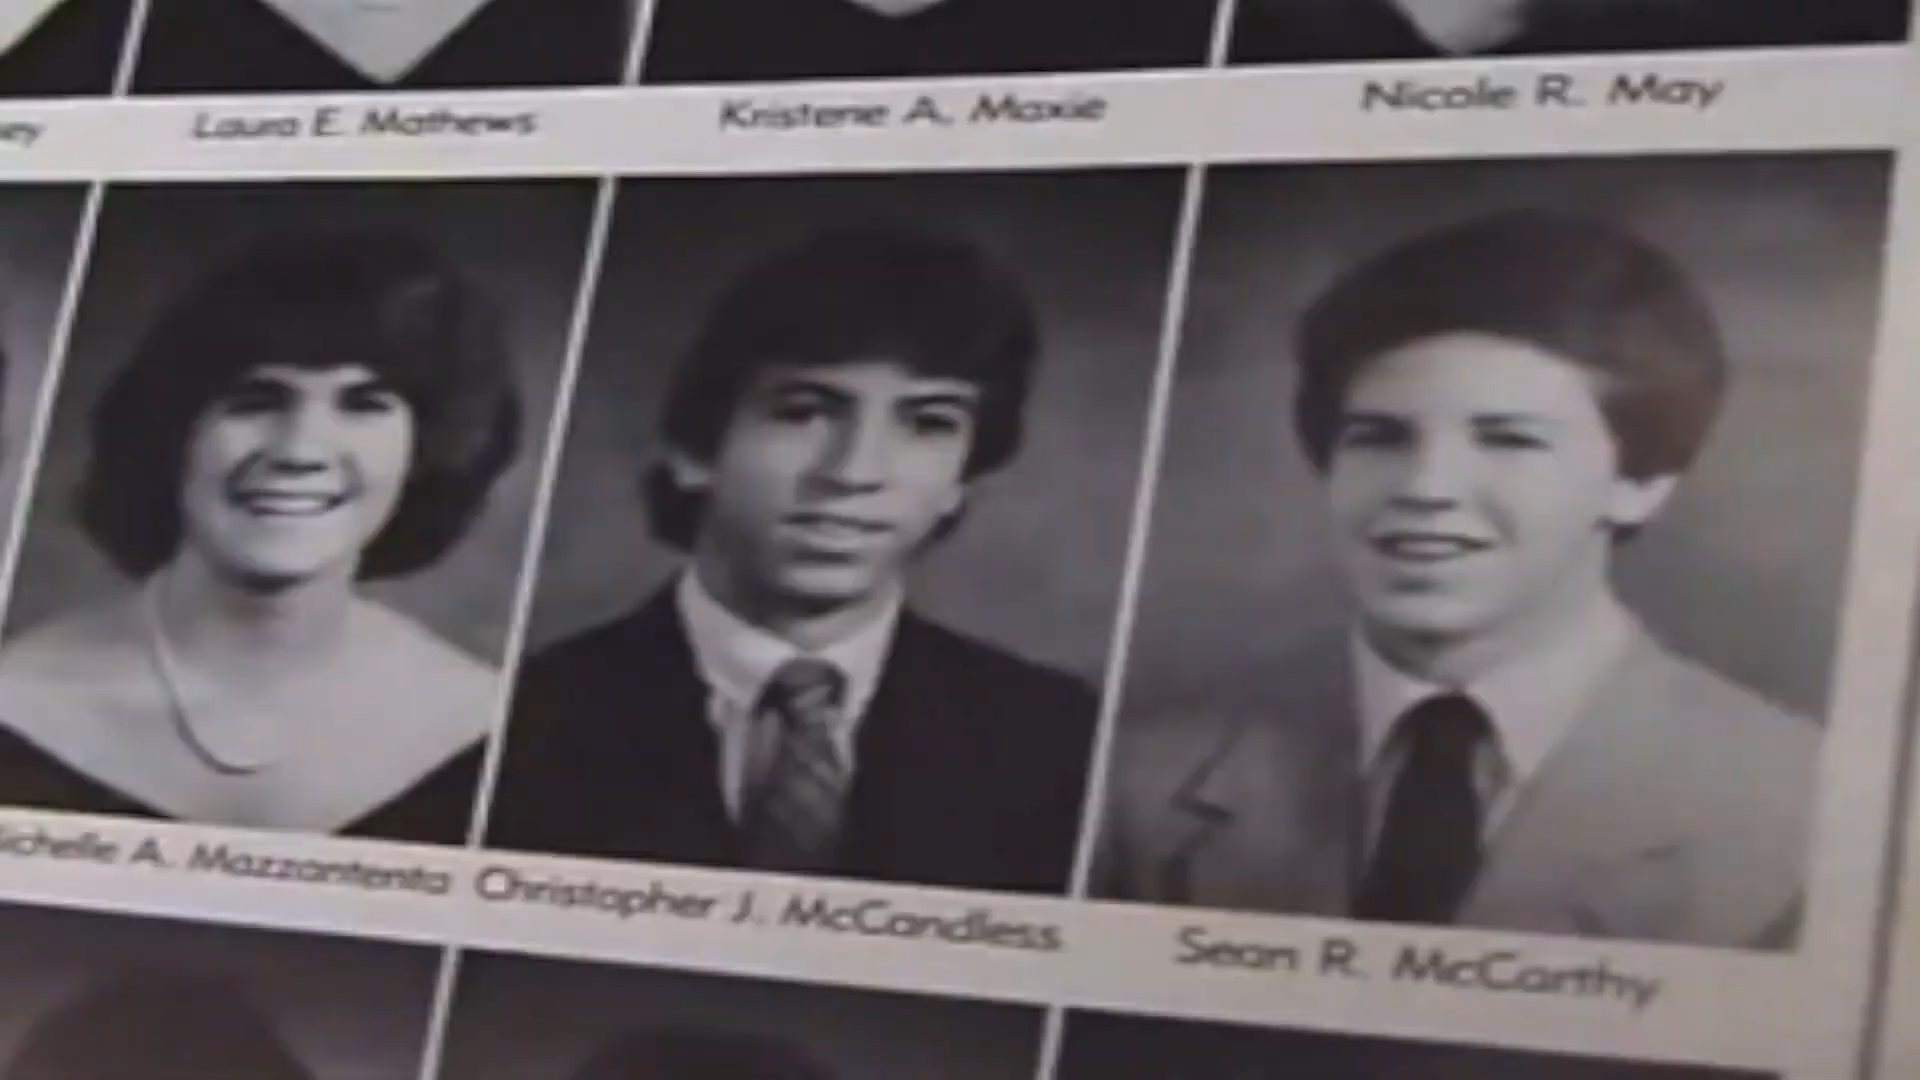 Laura E. Mathews
Kristene A. Maxie
Nicole R. May
A. Mazzantenta
Christopher J. McCandless
Sean R. McCarthy